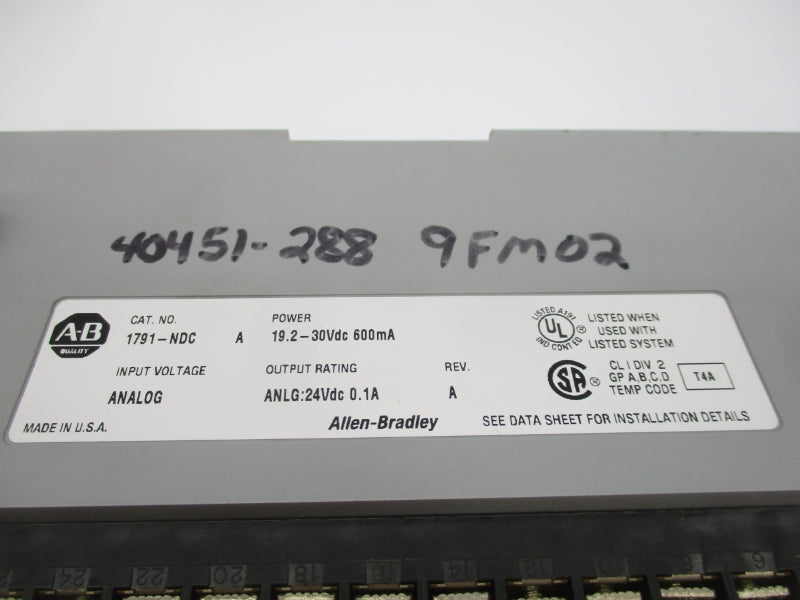 40451-288 9FM02
A-B
QUALITY
CAT. NO.
1791-NDC A
POWER
19.2-30Vdc 600mA
INPUT VOLTAGE
ANALOG
OUTPUT RATING
ANLG:24Vdc 0.1A
REV.
A
MADE IN U.S.A.
Allen-Bradley
LISTED A191
UL ®
IND CONT EQ
LISTED WHEN
USED WITH
LISTED SYSTEM
SA ®
CL I DIV 2
GP A,B,C,D
TEMP CODE
T4A
SEE DATA SHEET FOR INSTALLATION DETAILS
24 22 20 18 16 14 12 10 8 6